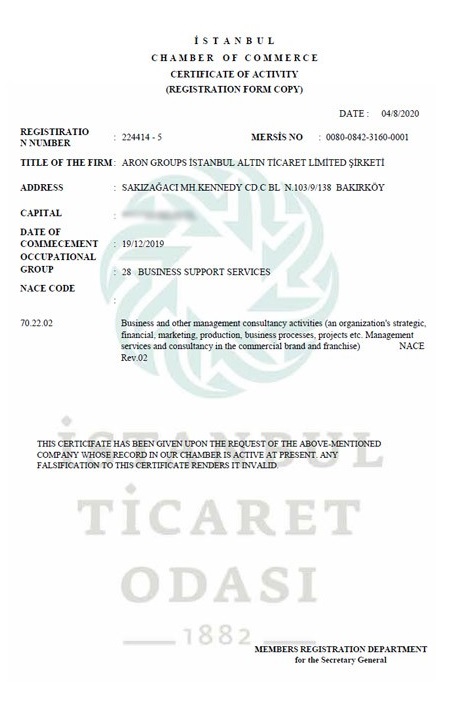 İSTANBUL
CHAMBER OF COMMERCE
CERTIFICATE OF ACTIVITY
(REGISTRATION FORM COPY)
DATE : 04/8/2020
REGISTIRATIO
N NUMBER : 224414 - 5 MERSİS NO : 0080-0842-3160-0001
TITLE OF THE FIRM : ARON GROUPS İSTANBUL ALTIN TİCARET LİMİTED ŞİRKETİ
ADDRESS : SAKIZAĞACI MH.KENNEDY CD.C BL N.103/9/138 BAKIRKÖY
CAPITAL :
DATE OF
COMMECEMENT : 19/12/2019
OCCUPATIONAL
GROUP : 28 BUSINESS SUPPORT SERVICES
NACE CODE :
70.22.02 Business and other management consultancy activities (an organization's strategic,
financial, marketing, production, business processes, projects etc. Management
services and consultancy in the commercial brand and franchise) NACE
Rev.02
THIS CERTICIFATE HAS BEEN GIVEN UPON THE REQUEST OF THE ABOVE-MENTIONED
COMPANY WHOSE RECORD IN OUR CHAMBER IS ACTIVE AT PRESENT. ANY
FALSIFICATION TO THIS CERTIFICATE RENDERS IT INVALID.
İSTANBUL
TİCARET
ODASI
1882
MEMBERS REGISTRATION DEPARTMENT
for the Secretary General